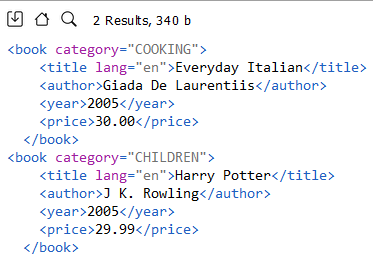 2 Results, 340 b
<book category="COOKING">
    <title lang="en">Everyday Italian</title>
    <author>Giada De Laurentiis</author>
    <year>2005</year>
    <price>30.00</price>
  </book>
<book category="CHILDREN">
    <title lang="en">Harry Potter</title>
    <author>J K. Rowling</author>
    <year>2005</year>
    <price>29.99</price>
  </book>